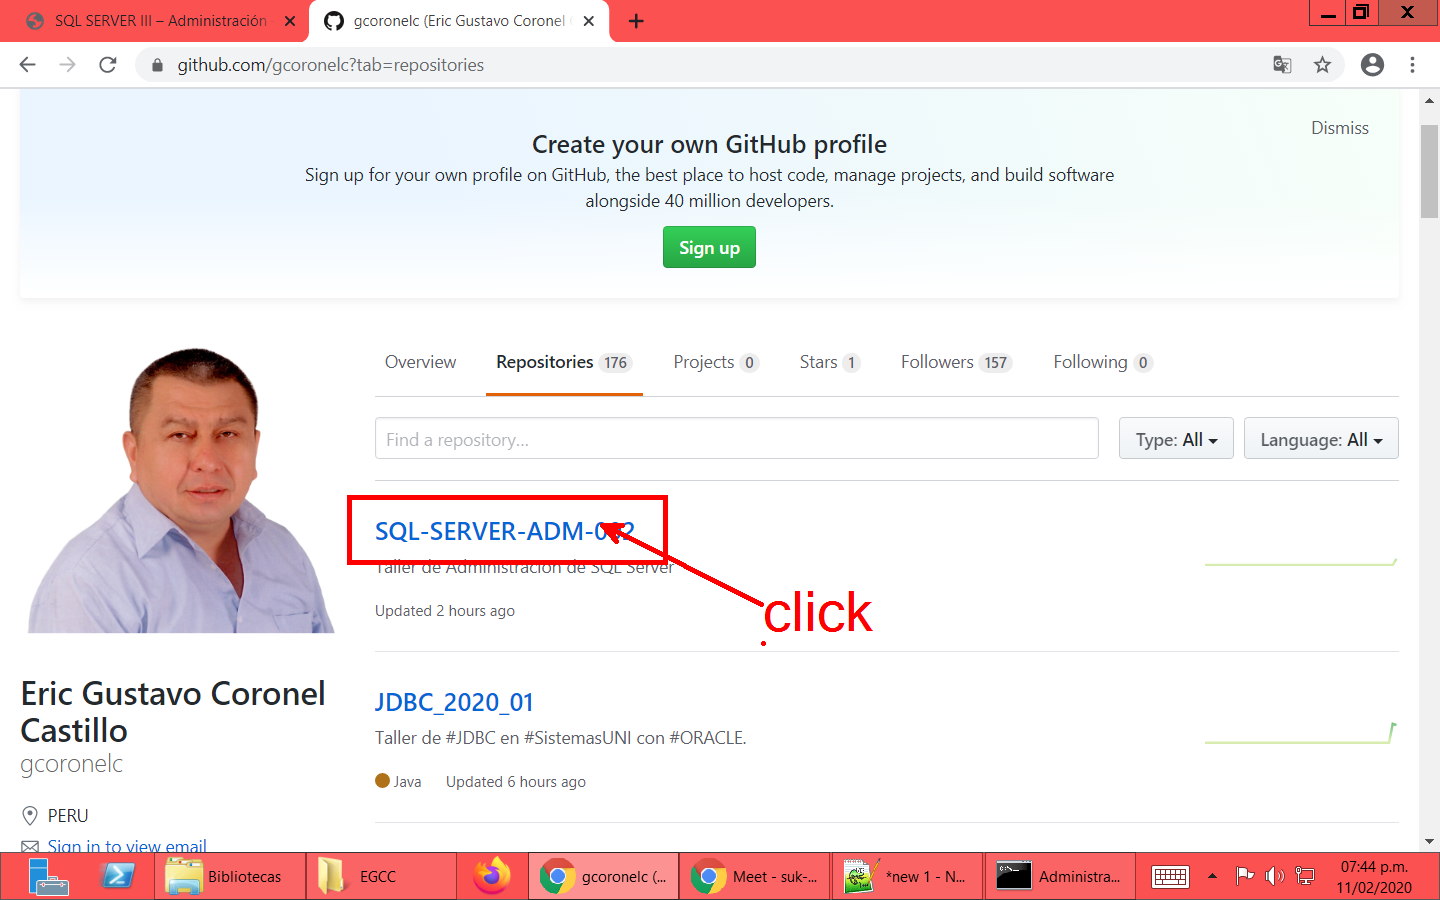 SQL SERVER III – Administración
gcoronelc (Eric Gustavo Coronel
github.com/gcoronelc?tab=repositories
Dismiss
Create your own GitHub profile
Sign up for your own profile on GitHub, the best place to host code, manage projects, and build software
alongside 40 million developers.
Sign up
Overview Repositories 176 Projects 0 Stars 1 Followers 157 Following 0
Find a repository...
Type: All
Language: All
SQL-SERVER-ADM-002
Taller de Administración de SQL Server
Updated 2 hours ago
click
JDBC_2020_01
Taller de #JDBC en #SistemasUNI con #ORACLE.
Java Updated 6 hours ago
Eric Gustavo Coronel
Castillo
gcoronelc
PERU
Sign in to view email
Bibliotecas
EGCC
gcoronelc (...
Meet - suk-...
*new 1 - N...
Administra...
07:44 p.m.
11/02/2020